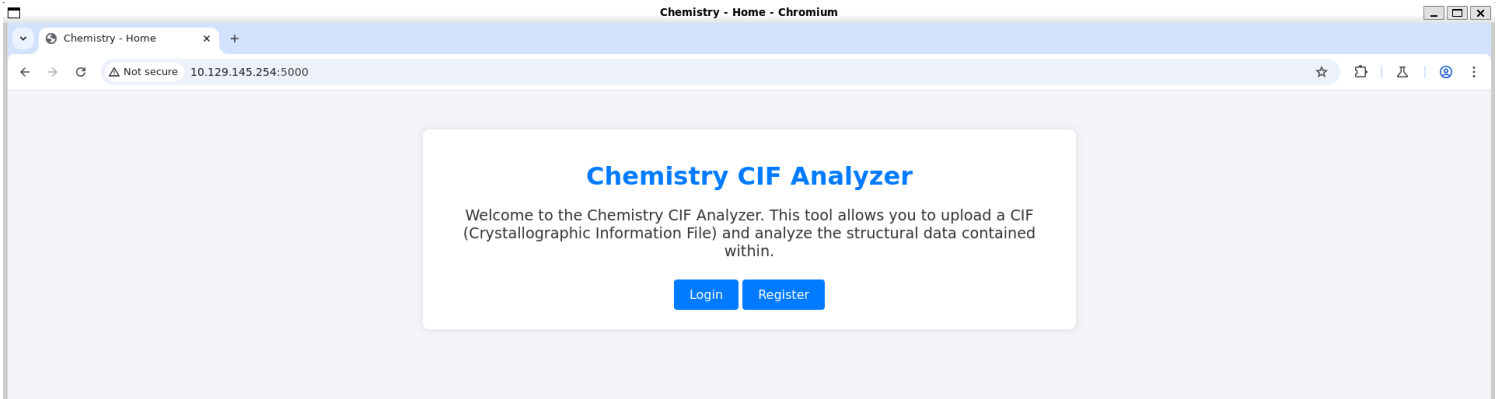 Chemistry - Home - Chromium
Chemistry - Home
Not secure
10.129.145.254:5000
Chemistry CIF Analyzer
Welcome to the Chemistry CIF Analyzer. This tool allows you to upload a CIF
(Crystallographic Information File) and analyze the structural data contained
within.
Login
Register